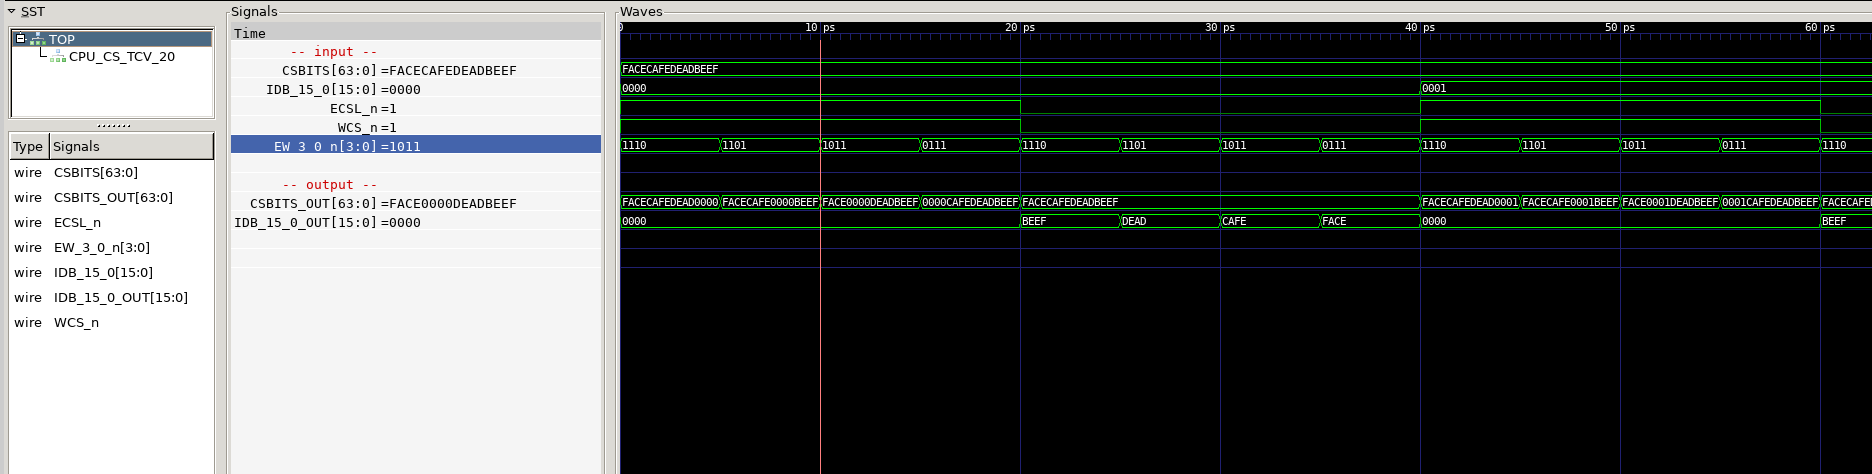 SST
TOP
CPU_CS_TCV_20
Type Signals
wire CSBITS[63:0]
wire CSBITS_OUT[63:0]
wire ECSL_n
wire EW_3_0_n[3:0]
wire IDB_15_0[15:0]
wire IDB_15_0_OUT[15:0]
wire WCS_n
Signals
Time
-- input --
CSBITS[63:0] =FACECAFEDEADBEEF
IDB_15_0[15:0] =0000
ECSL_n =1
WCS_n =1
EW_3_0_n[3:0] =1011
-- output --
CSBITS_OUT[63:0] =FACE0000DEADBEEF
IDB_15_0_OUT[15:0] =0000
Waves
0 10 ps 20 ps 30 ps 40 ps 50 ps 60 ps
FACECAFEDEADBEEF
0000 0001
1110 1101 1011 0111 1110 1101 1011 0111 1110 1101 1011 0111 1110
FACECAFEDEAD0000 FACECAFE0000BEEF FACE0000DEADBEEF 0000CAFEDEADBEEF FACECAFEDEADBEEF FACECAFEDEAD0001 FACECAFE0001BEEF FACE0001DEADBEEF 0001CAFEDEADBEEF FACECAFE
0000 BEEF DEAD CAFE FACE 0000 BEEF